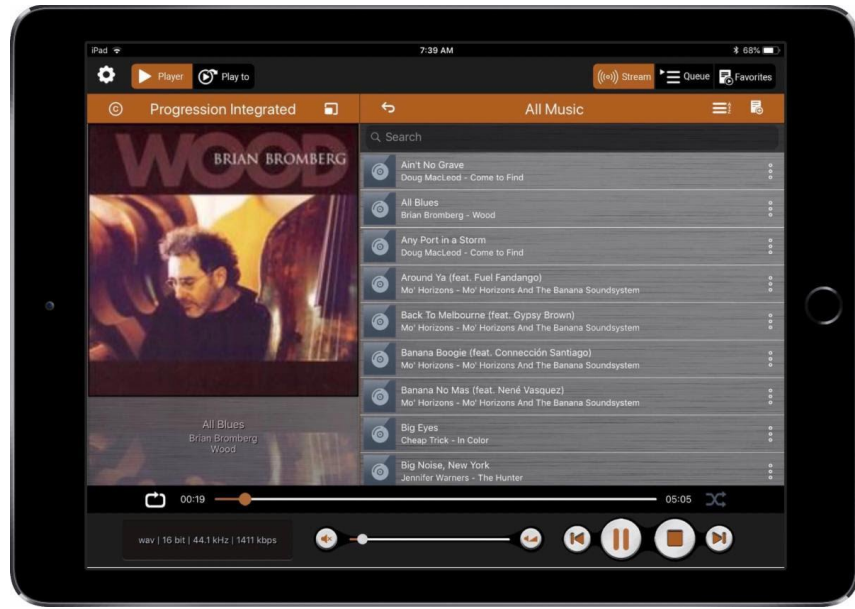 iPad
7:39 AM
68%
Player
Play to
((•)) Stream
Queue
Favorites
© Progression Integrated
All Music
WOOD
BRIAN BROMBERG
Search
Ain't No Grave
Doug MacLeod - Come to Find
All Blues
Brian Bromberg - Wood
Any Port in a Storm
Doug MacLeod - Come to Find
Around Ya (feat. Fuel Fandango)
Mo' Horizons - Mo' Horizons And The Banana Soundsystem
Back To Melbourne (feat. Gypsy Brown)
Mo' Horizons - Mo' Horizons And The Banana Soundsystem
Banana Boogie (feat. Connección Santiago)
Mo' Horizons - Mo' Horizons And The Banana Soundsystem
Banana No Mas (feat. Nené Vasquez)
Mo' Horizons - Mo' Horizons And The Banana Soundsystem
Big Eyes
Cheap Trick - In Color
Big Noise, New York
Jennifer Warners - The Hunter
All Blues
Brian Bromberg
Wood
00:19
05:05
wav | 16 bit | 44.1 kHz | 1411 kbps